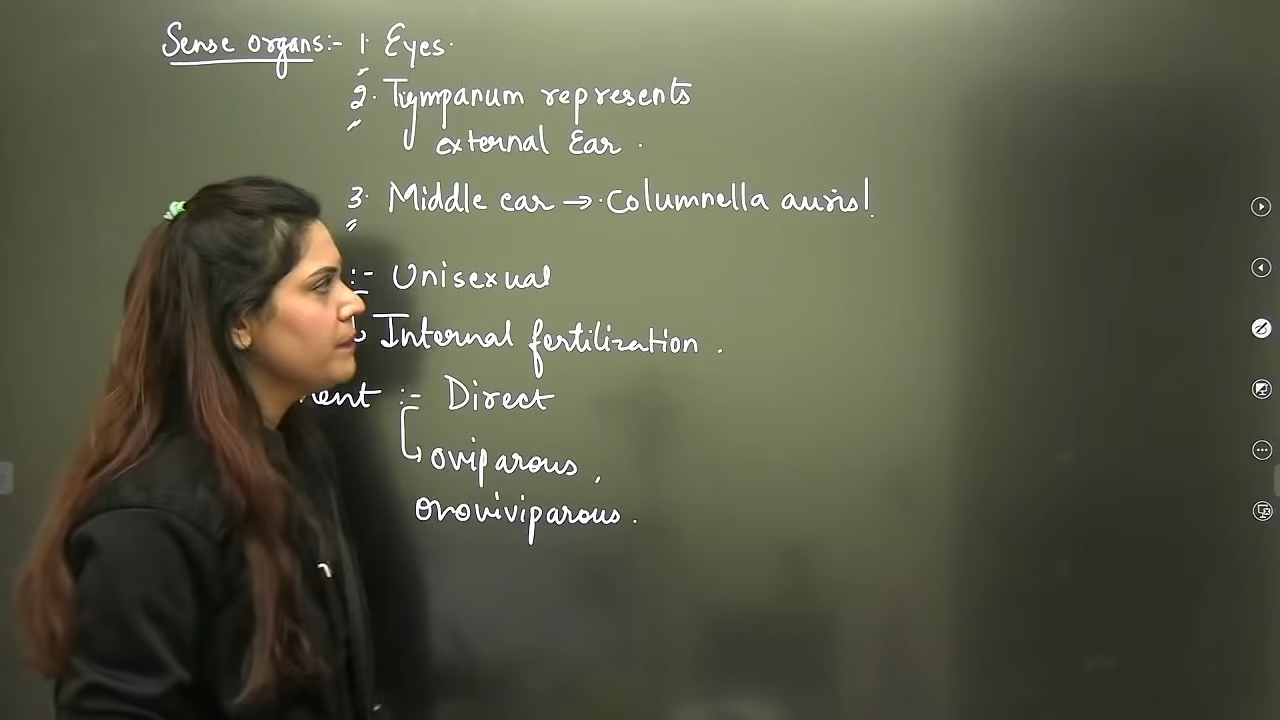 Sense organs:- 1. Eyes.
2. Tympanum represents
external Ear .
3. Middle ear → Columnella auris!
:- Unisexual
Internal fertilization .
ment :- Direct
oviparous ,
ovoviviparous .